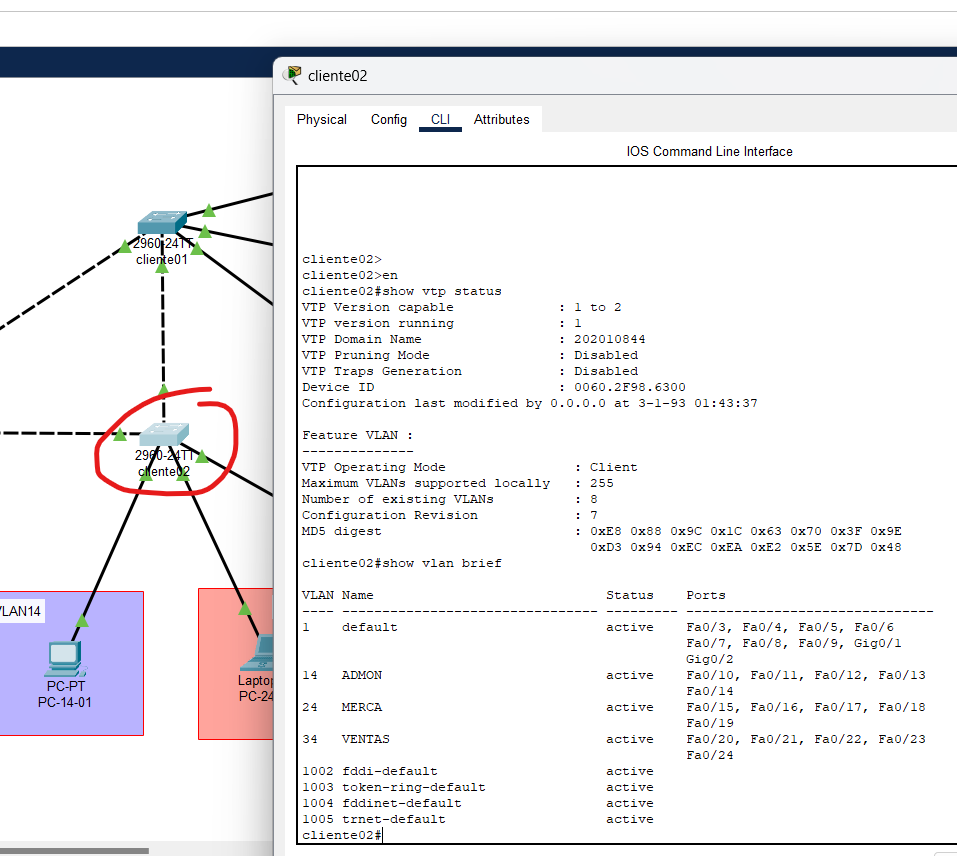 cliente02
Physical Config CLI Attributes
IOS Command Line Interface
cliente02>
cliente02>en
cliente02#show vtp status
VTP Version capable : 1 to 2
VTP version running : 1
VTP Domain Name : 202010844
VTP Pruning Mode : Disabled
VTP Traps Generation : Disabled
Device ID : 0060.2F98.6300
Configuration last modified by 0.0.0.0 at 3-1-93 01:43:37
Feature VLAN :
--------------
VTP Operating Mode : Client
Maximum VLANs supported locally : 255
Number of existing VLANs : 8
Configuration Revision : 7
MD5 digest : 0xE8 0x88 0x9C 0x1C 0x63 0x70 0x3F 0x9E
0xD3 0x94 0xEC 0xEA 0xE2 0x5E 0x7D 0x48
cliente02#show vlan brief
VLAN Name Status Ports
---- -------------------------------- --------- -------------------------------
1 default active Fa0/3, Fa0/4, Fa0/5, Fa0/6
Fa0/7, Fa0/8, Fa0/9, Gig0/1
Gig0/2
14 ADMON active Fa0/10, Fa0/11, Fa0/12, Fa0/13
Fa0/14
24 MERCA active Fa0/15, Fa0/16, Fa0/17, Fa0/18
Fa0/19
34 VENTAS active Fa0/20, Fa0/21, Fa0/22, Fa0/23
Fa0/24
1002 fddi-default active
1003 token-ring-default active
1004 fddinet-default active
1005 trnet-default active
cliente02#
2960-24TT
cliente01
2960-24TT
cliente02
VLAN14
PC-PT
PC-14-01
Laptop
PC-24